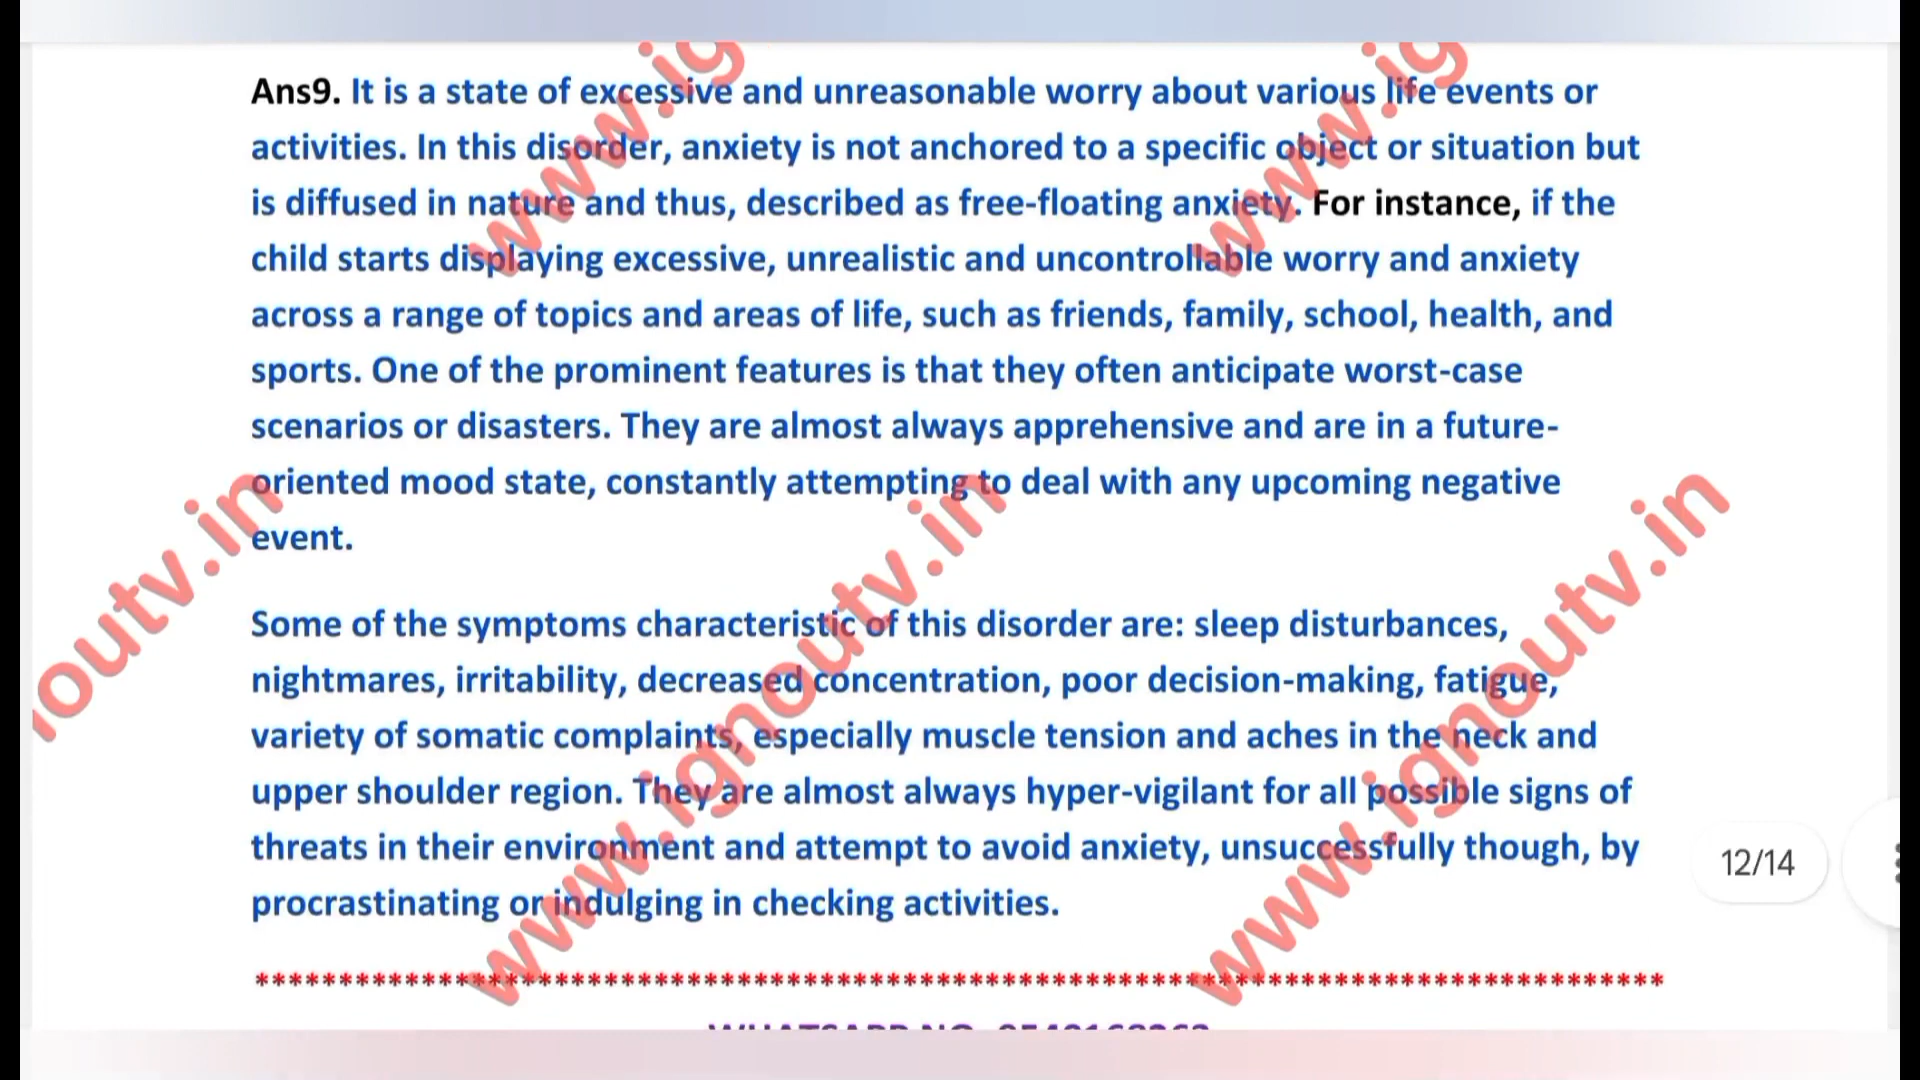 Ans9. It is a state of excessive and unreasonable worry about various life events or
activities. In this disorder, anxiety is not anchored to a specific object or situation but
is diffused in nature and thus, described as free-floating anxiety. For instance, if the
child starts displaying excessive, unrealistic and uncontrollable worry and anxiety
across a range of topics and areas of life, such as friends, family, school, health, and
sports. One of the prominent features is that they often anticipate worst-case
scenarios or disasters. They are almost always apprehensive and are in a future-
oriented mood state, constantly attempting to deal with any upcoming negative
event.
Some of the symptoms characteristic of this disorder are: sleep disturbances,
nightmares, irritability, decreased concentration, poor decision-making, fatigue,
variety of somatic complaints, especially muscle tension and aches in the neck and
upper shoulder region. They are almost always hyper-vigilant for all possible signs of
threats in their environment and attempt to avoid anxiety, unsuccessfully though, by
procrastinating or indulging in checking activities.
12/14
WHATSAPP NO.
www.ig
www.ig
outv.in
www.ignoutv.in
www.ignoutv.in